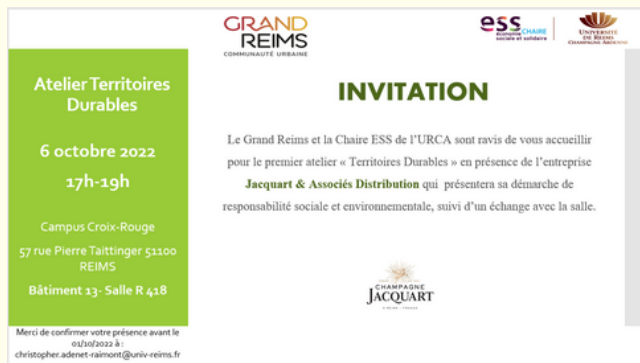 GRAND
REIMS
COMMUNAUTÉ URBAINE
ess CHAIRE
économie
sociale et solidaire
UNIVERSITÉ
DE REIMS
CHAMPAGNE-ARDENNE
Atelier Territoires
Durables
6 octobre 2022
17h-19h
Campus Croix-Rouge
57 rue Pierre Taittinger 51100
REIMS
Bâtiment 13- Salle R 418
Merci de confirmer votre présence avant le
01/10/2022 à :
christopher.adenet-raimont@univ-reims.fr
INVITATION
Le Grand Reims et la Chaire ESS de l'URCA sont ravis de vous accueillir
pour le premier atelier « Territoires Durables » en présence de l'entreprise
Jacquart & Associés Distribution qui présentera sa démarche de
responsabilité sociale et environnementale, suivi d'un échange avec la salle.
CHAMPAGNE
JACQUART